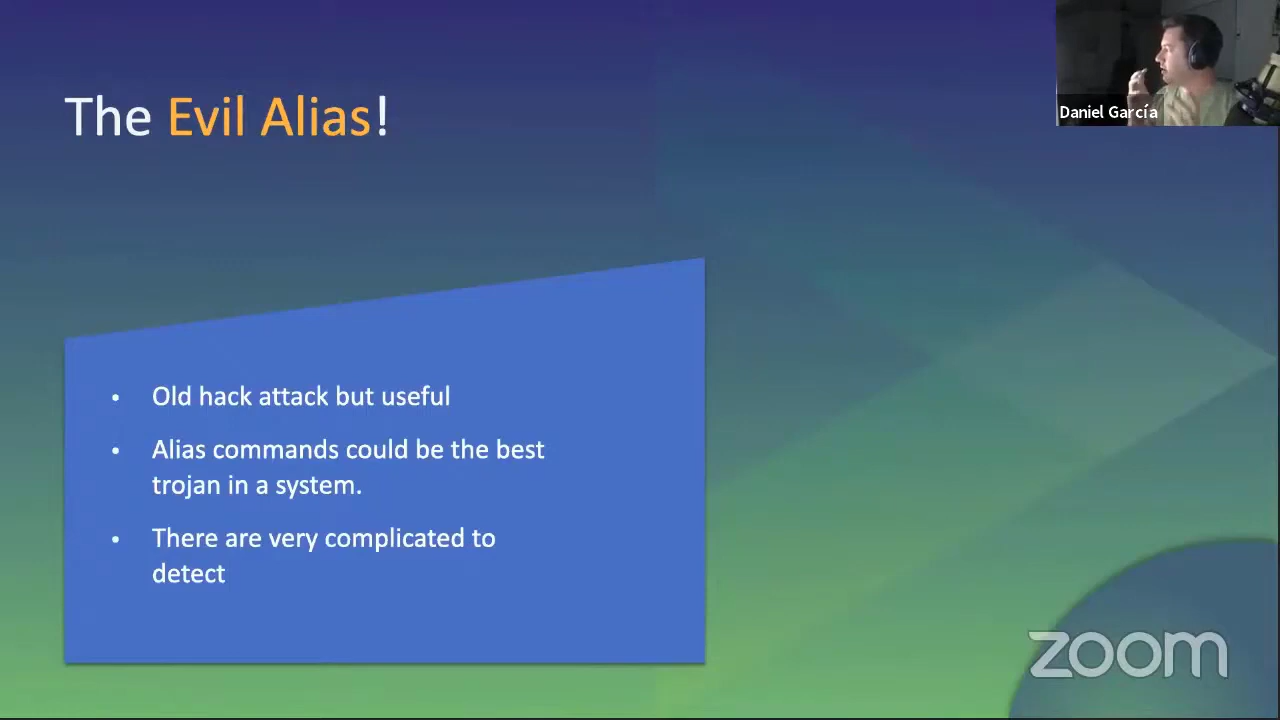 The Evil Alias!
Daniel García
Old hack attack but useful
Alias commands could be the best
trojan in a system.
There are very complicated to
detect
zoom